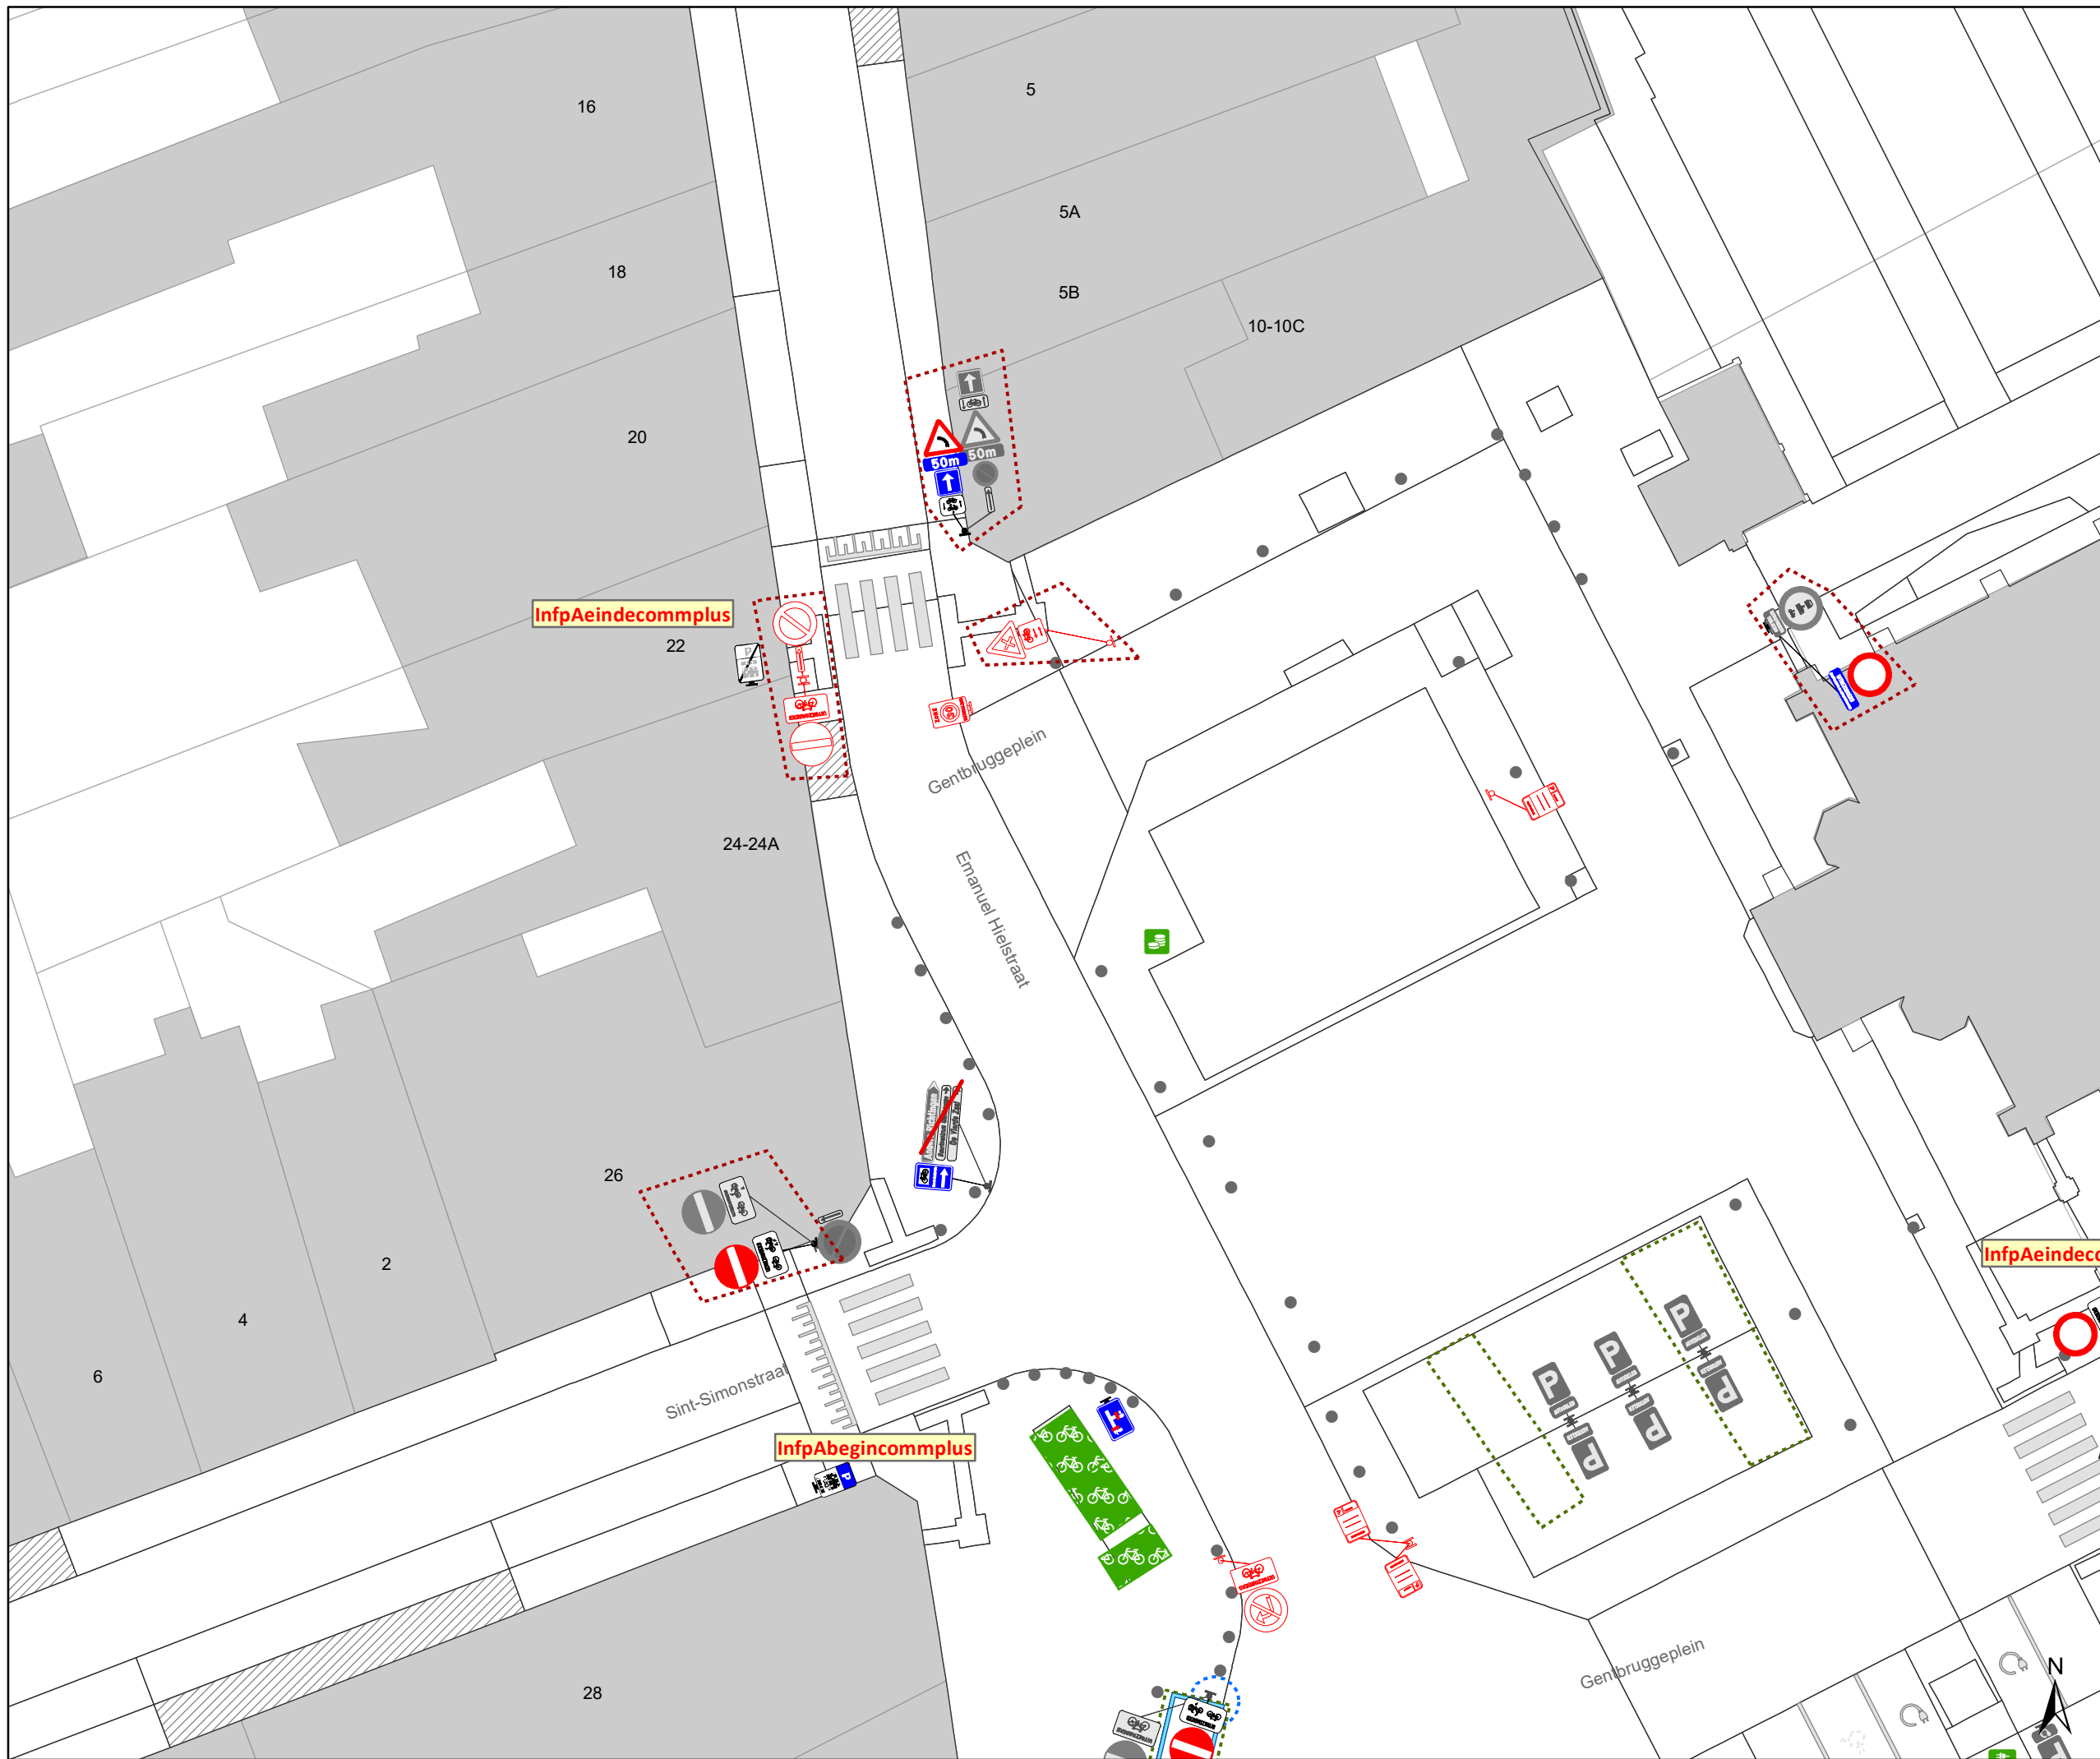 5
16
5A
18
5B
10-10C
20
50m
50m
InfpAeindecommplus
22
Gentbruggeplein
24-24A
Emanuel Hielstraat
26
InfpAeindeco
2
4
6
Sint-Simonstraat
InfpAbegincommplus
P
P
P
P
P
P
P
28
Gentbruggeplein
N